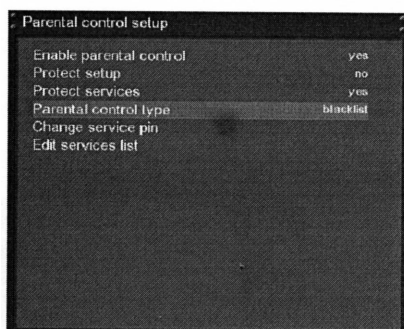 Parental control setup
Enable parental control yes
Protect setup no
Protect services yes
Parental control type blacklist
Change service pin
Edit services list